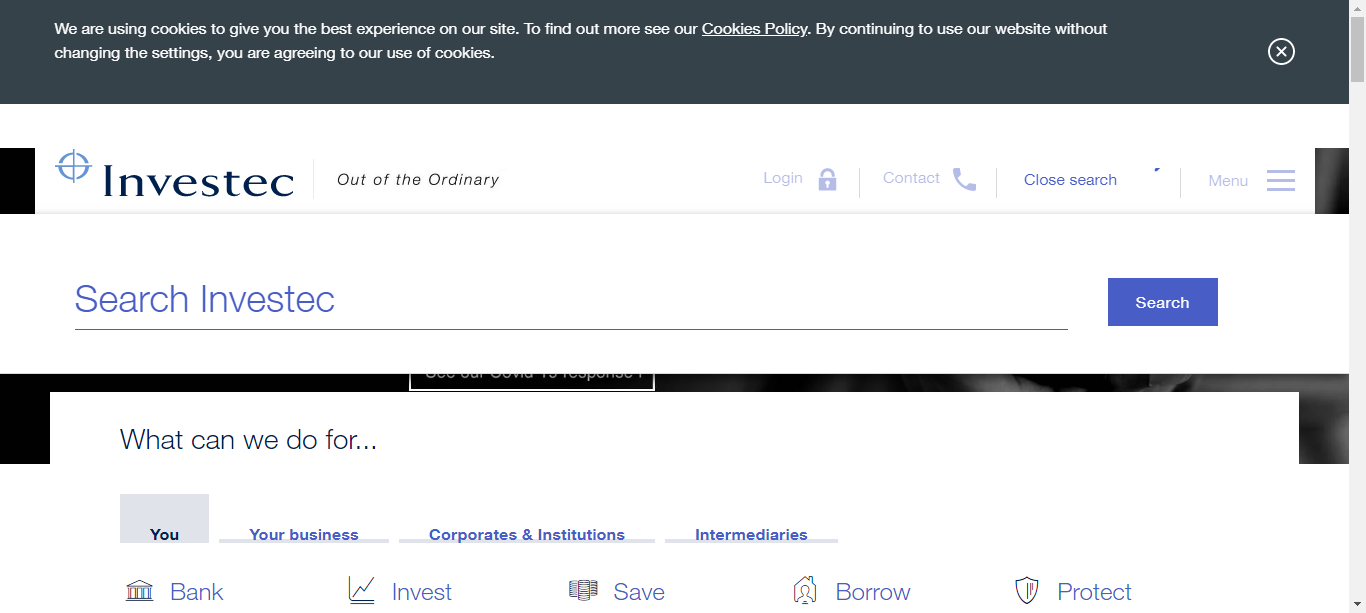 We are using cookies to give you the best experience on our site. To find out more see our Cookies Policy. By continuing to use our website without
changing the settings, you are agreeing to our use of cookies.
Investec
Out of the Ordinary
Login
Contact
Close search
Menu
Search Investec
Search
See our Covid-19 response
What can we do for...
You
Your business
Corporates & Institutions
Intermediaries
Bank
Invest
Save
Borrow
Protect